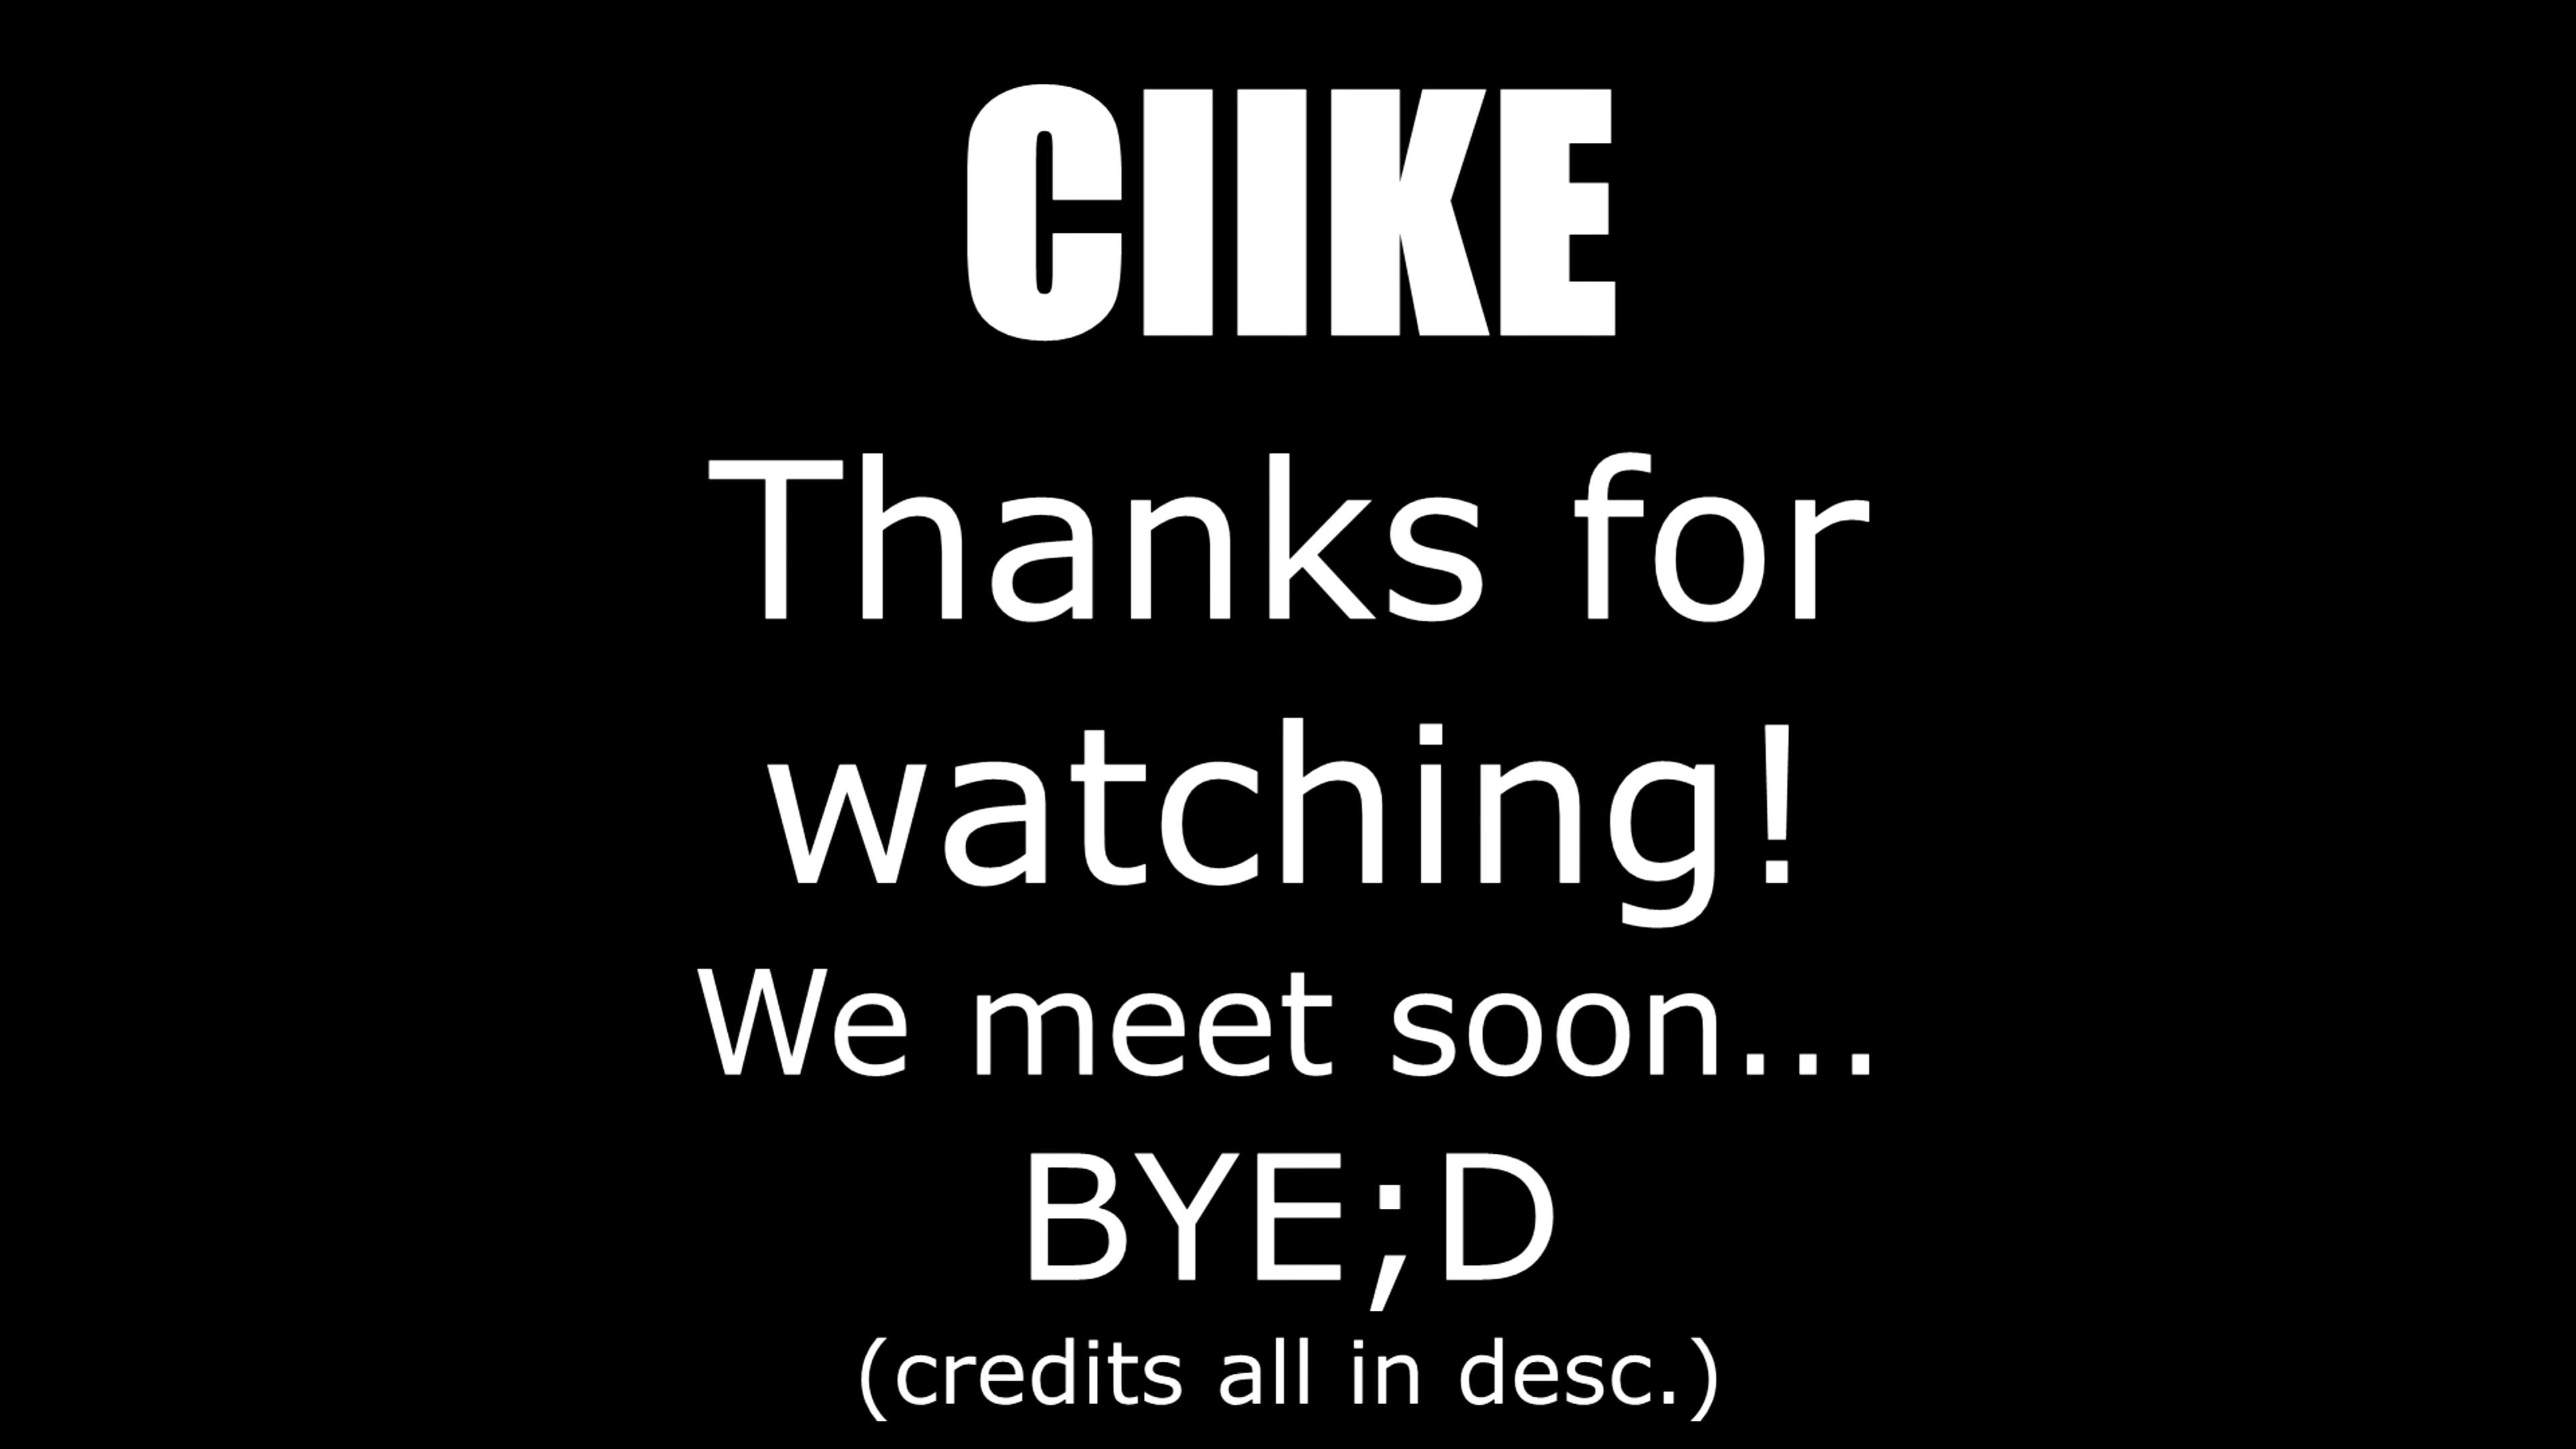 CIIKE
Thanks for
watching!
We meet soon...
BYE;D
(credits all in desc.)